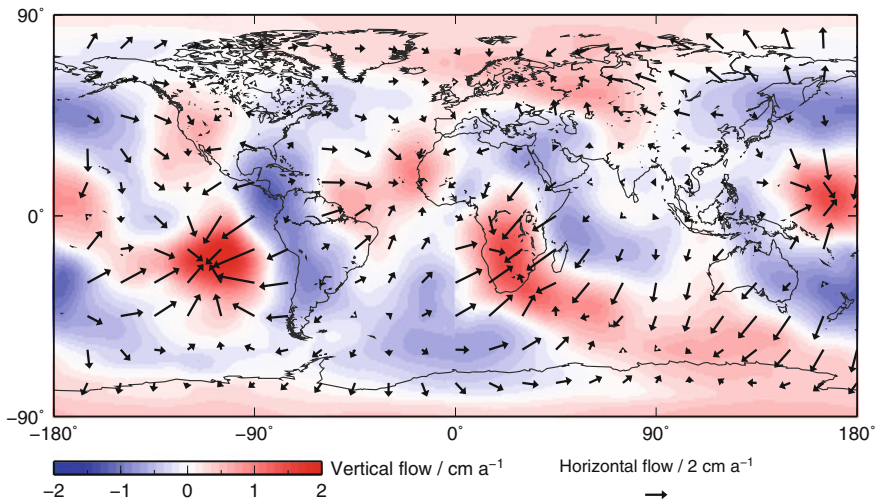 90°
0°
−90°
−180° −90° 0 90° 180°
Vertical flow / cm a⁻¹
−2 −1 0 1 2
Horizontal flow / 2 cm a⁻¹